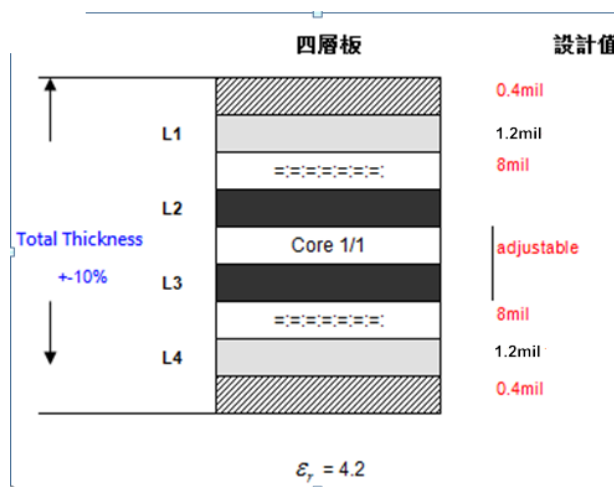 四層板 設計值
0.4mil
L1 1.2mil
=:=:=:=:=:=:=: 8mil
L2
Total Thickness Core 1/1 adjustable
+-10%
L3
=:=:=:=:=:=:=: 8mil
L4 1.2mil
0.4mil
εr = 4.2